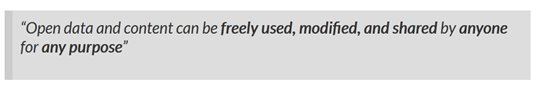 “Open data and content can be freely used, modified, and shared by anyone
for any purpose”